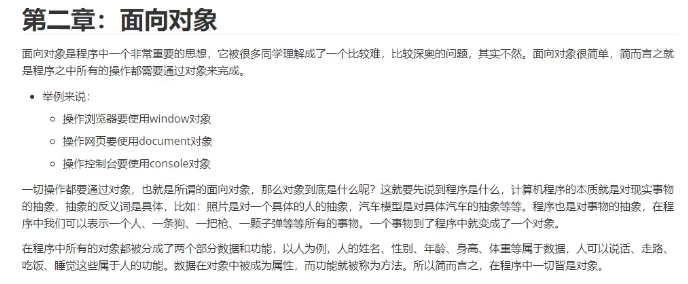 第二章：面向对象
面向对象是程序中一个非常重要的思想，它被很多同学理解成了一个比较难，比较深奥的问题，其实不然。面向对象很简单，简而言之就
是程序之中所有的操作都需要通过对象来完成。
举例来说：
操作浏览器要使用window对象
操作网页要使用document对象
操作控制台要使用console对象
一切操作都要通过对象，也就是所谓的面向对象，那么对象到底是什么呢？这就要先说到程序是什么，计算机程序的本质就是对现实事物
的抽象，抽象的反义词是具体，比如：照片是对一个具体的人的抽象，汽车模型是对具体汽车的抽象等等。程序也是对事物的抽象，在程
序中我们可以表示一个人、一条狗、一把枪、一颗子弹等等所有的事物。一个事物到了程序中就变成了一个对象。
在程序中所有的对象都被分成了两个部分数据和功能，以人为例，人的姓名、性别、年龄、身高、体重等属于数据，人可以说话、走路、
吃饭、睡觉这些属于人的功能。数据在对象中被成为属性，而功能就被称为方法。所以简而言之，在程序中一切皆是对象。